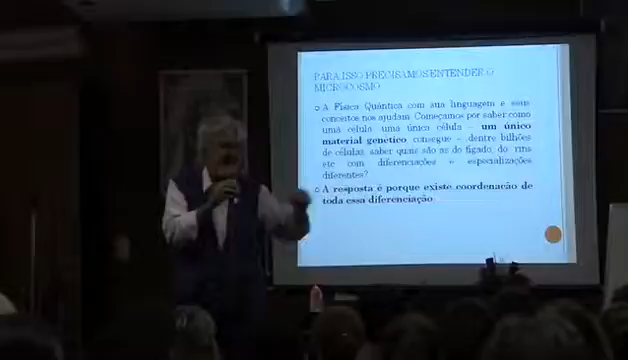 PARA ISSO PRECISAMOS ENTENDER O
MICROCOSMO
A Física Quântica com sua linguagem e seus
conceitos nos ajudam. Começamos por saber como
uma célula, uma única célula – um único
material genético consegue – dentre bilhões
de células, saber quais são as do fígado, do rins
etc com diferenciações e especializações
diferentes?
A resposta é porque existe coordenação de
toda essa diferenciação